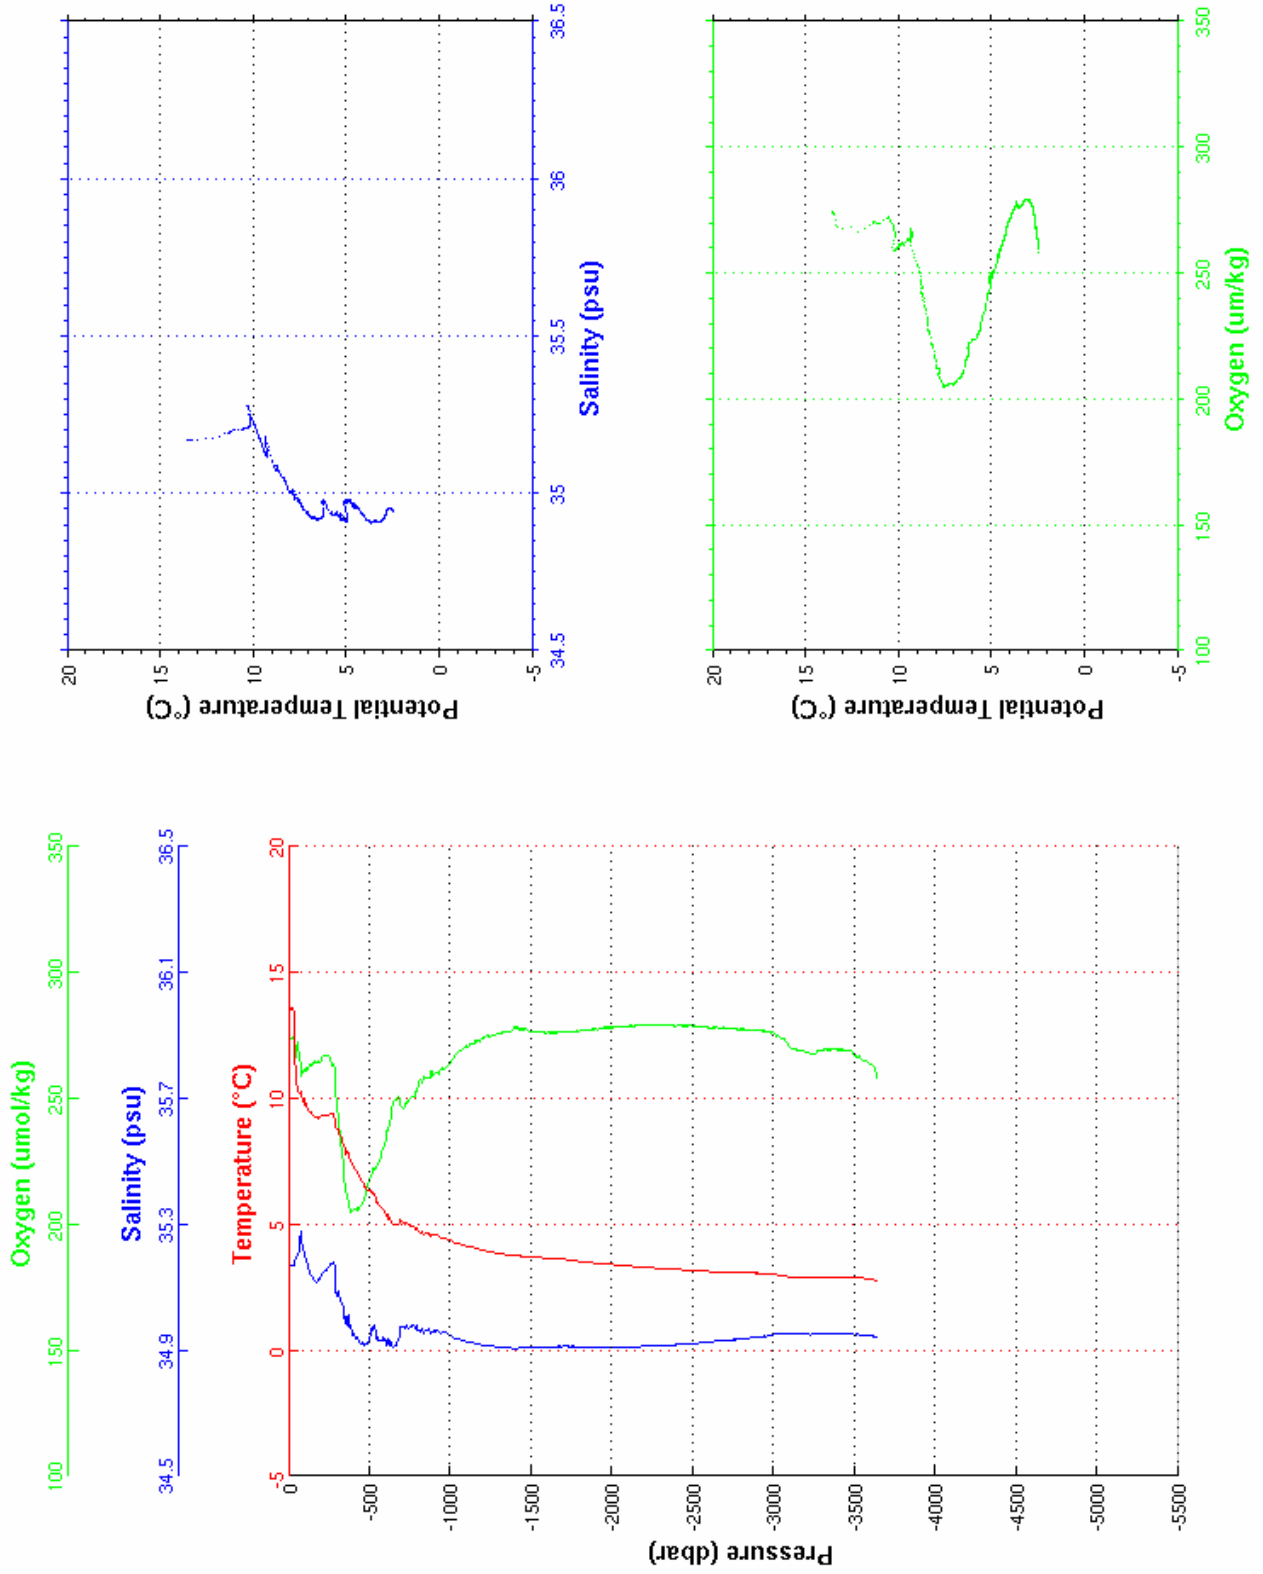 Oxygen (umol/kg)
100 150 200 250 300 350
Salinity (psu)
34.5 34.9 35.3 35.7 36.1 36.5
Temperature (°C)
-5 0 5 10 15 20
Pressure (dbar)
0
-500
-1000
-1500
-2000
-2500
-3000
-3500
-4000
-4500
-5000
-5500
Potential Temperature (°C)
20
15
10
5
0
-5
34.5 35 35.5 36 36.5
Salinity (psu)
Potential Temperature (°C)
20
15
10
5
0
-5
100 150 200 250 300 350
Oxygen (um/kg)